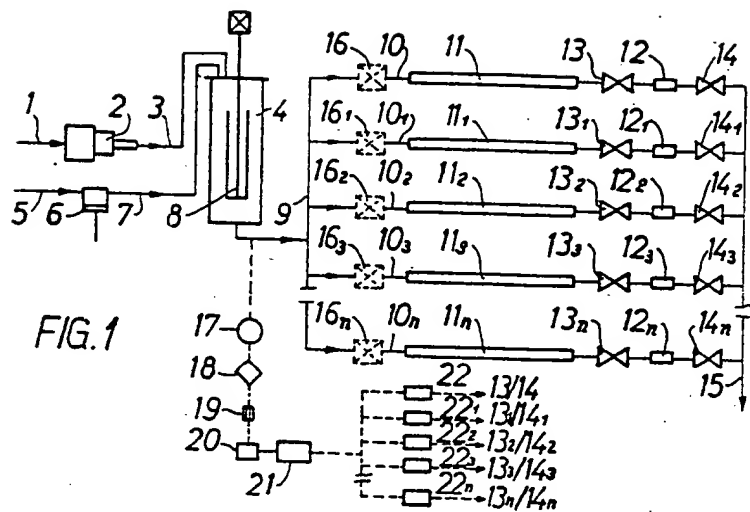 16 10 11 13 12 14
1 2 3 4
16₁ 10₁ 11₁ 13₁ 12₁ 14₁
5 6 7 8 9
16₂ 10₂ 11₂ 13₂ 12₂ 14₂
16₃ 10₃ 11₃ 13₃ 12₃ 14₃
FIG.1
17
16n 10n 11n 13n 12n 14n
15
18
22 13/14
19
22₁ 13₁/14₁
20 21
22₂ 13₂/14₂
22₃ 13₃/14₃
22n 13n/14n